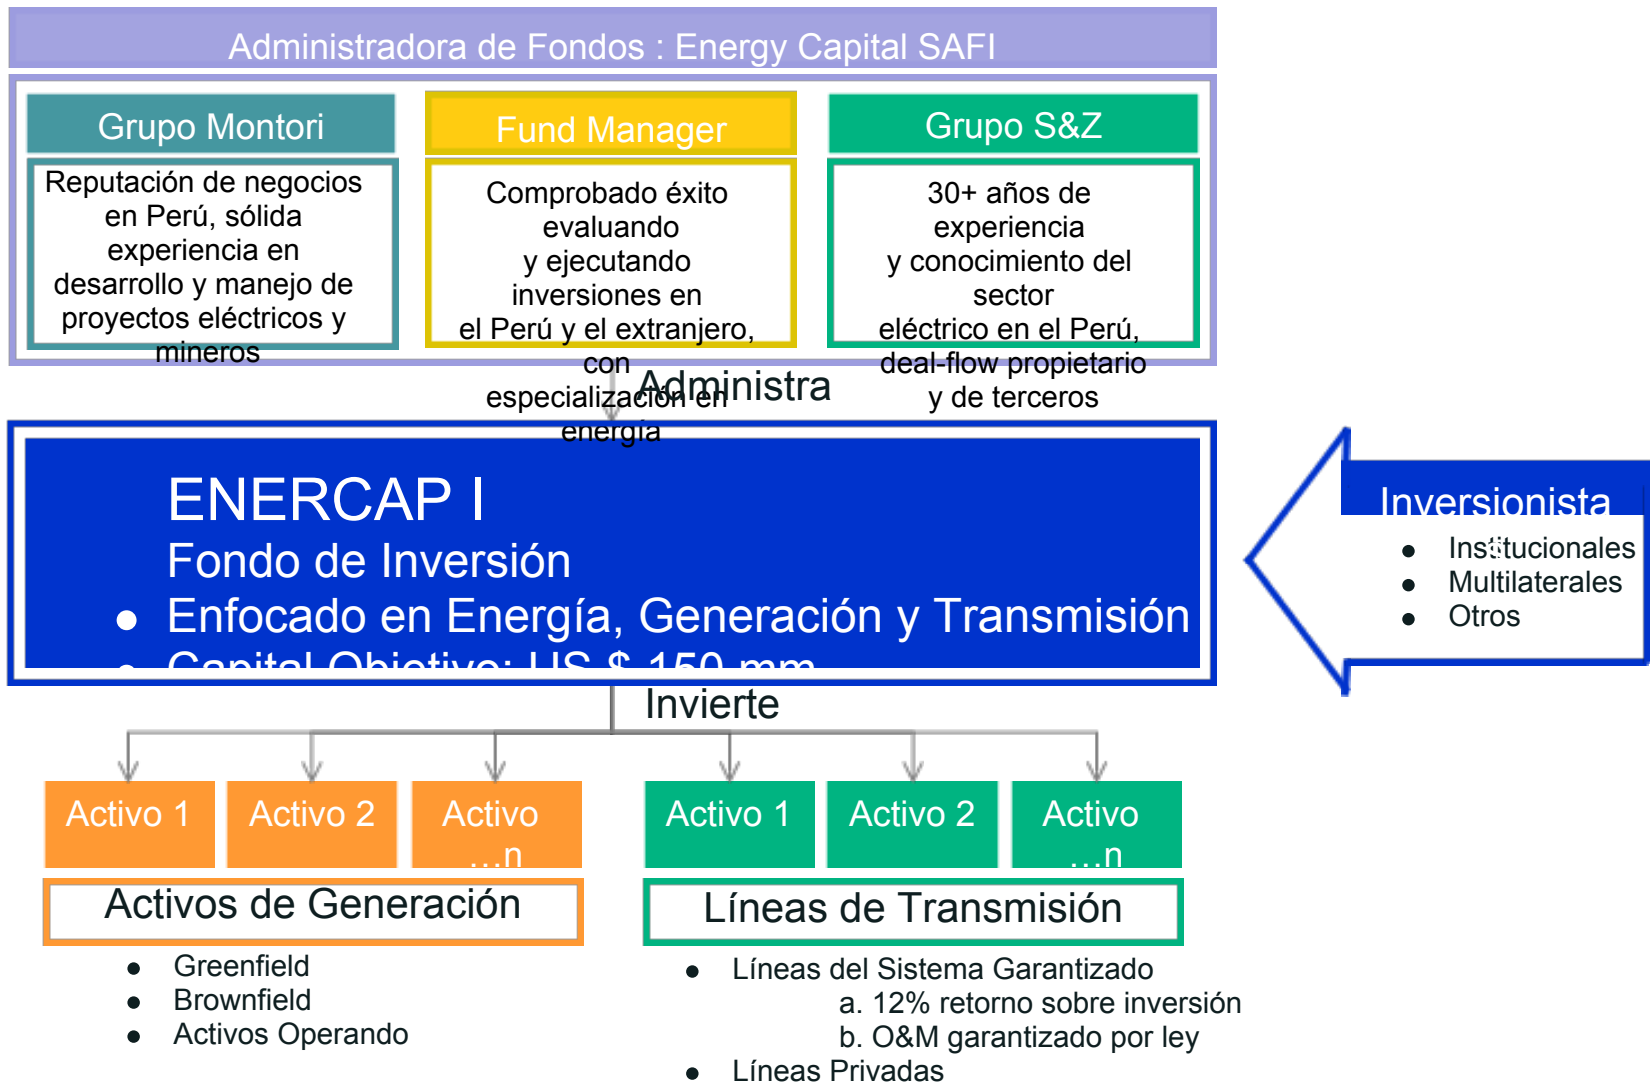 Administradora de Fondos : Energy Capital SAFI
Grupo Montori
Reputación de negocios
en Perú, sólida
experiencia en
desarrollo y manejo de
proyectos eléctricos y
mineros
Fund Manager
Comprobado éxito
evaluando
y ejecutando
inversiones en
el Perú y el extranjero,
con
especialización en
energía
Grupo S&Z
30+ años de
experiencia
y conocimiento del
sector
eléctrico en el Perú,
deal-flow propietario
y de terceros
Administra
ENERCAP I
Fondo de Inversión
● Enfocado en Energía, Generación y Transmisión
● Capital Objetivo: US $ 150 mm
Inversionista
s
● Institucionales
● Multilaterales
● Otros
Invierte
Activo 1
Activo 2
Activo
…n
Activo 1
Activo 2
Activo
…n
Activos de Generación
● Greenfield
● Brownfield
● Activos Operando
Líneas de Transmisión
● Líneas del Sistema Garantizado
a. 12% retorno sobre inversión
b. O&M garantizado por ley
● Líneas Privadas